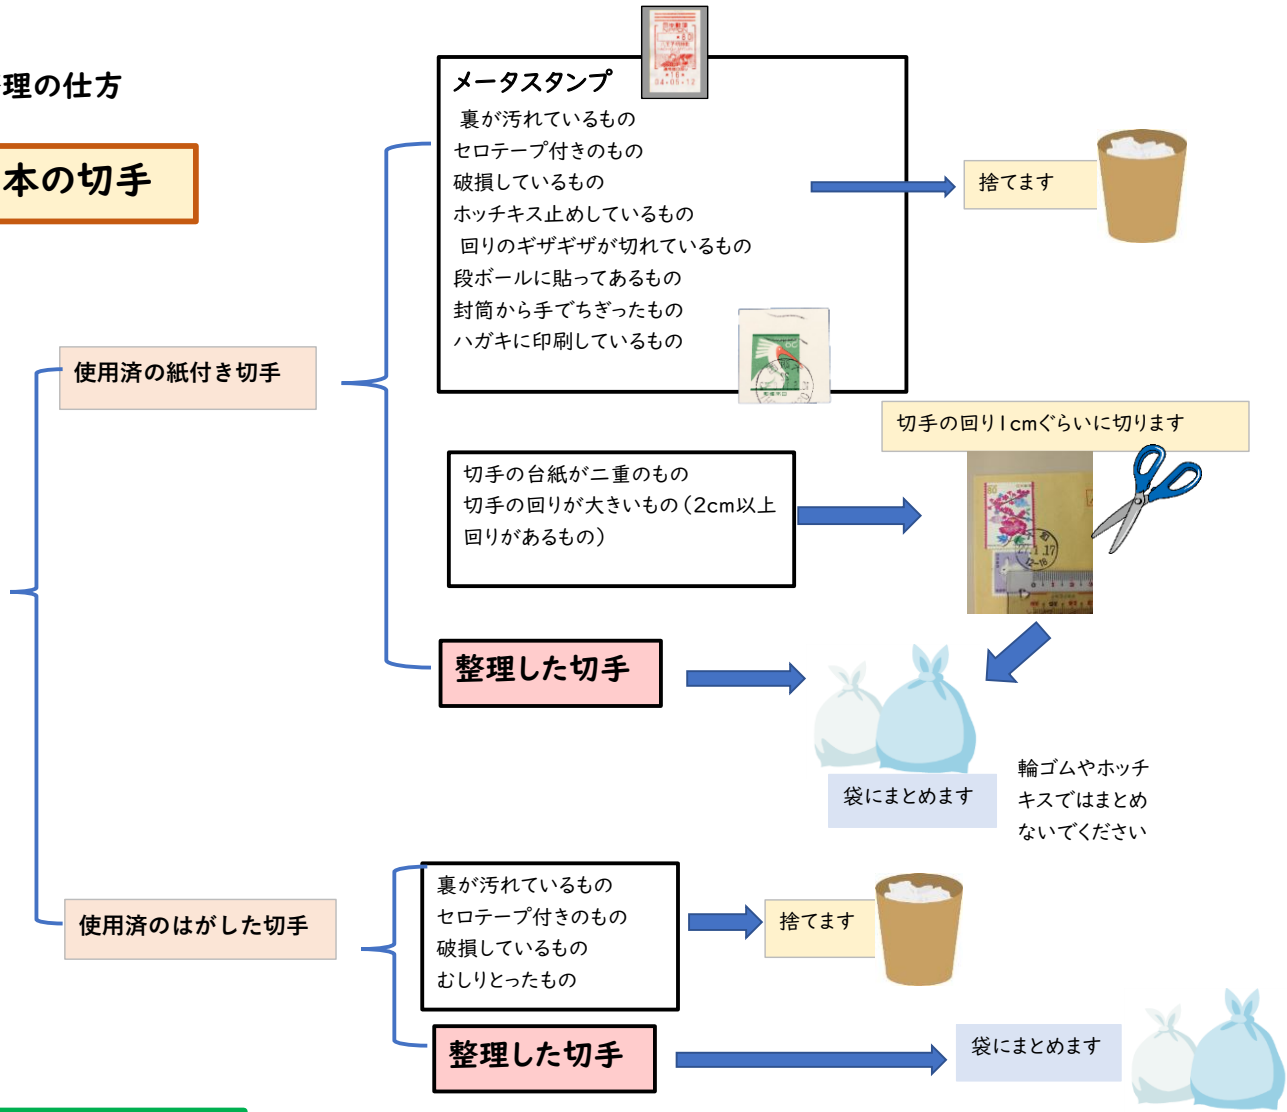 理の仕方
本の切手
メータスタンプ
裏が汚れているもの
セロテープ付きのもの
破損しているもの
ホッチキス止めしているもの
回りのギザギザが切れているもの
段ボールに貼ってあるもの
封筒から手でちぎったもの
ハガキに印刷しているもの
捨てます
使用済の紙付き切手
切手の回り1cmぐらいに切ります
切手の台紙が二重のもの
切手の回りが大きいもの(2cm以上
回りがあるもの)
整理した切手
袋にまとめます
輪ゴムやホッチ
キスではまとめ
ないでください
使用済のはがした切手
裏が汚れているもの
セロテープ付きのもの
破損しているもの
むしりとったもの
捨てます
整理した切手
袋にまとめます